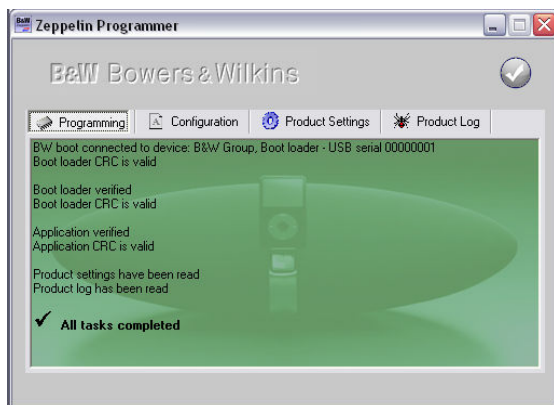 B&W Zeppelin Programmer
B&W Bowers & Wilkins
Programming
Configuration
Product Settings
Product Log
BW boot connected to device: B&W Group, Boot loader - USB serial 00000001
Boot loader CRC is valid
Boot loader verified
Boot loader CRC is valid
Application verified
Application CRC is valid
Product settings have been read
Product log has been read
All tasks completed